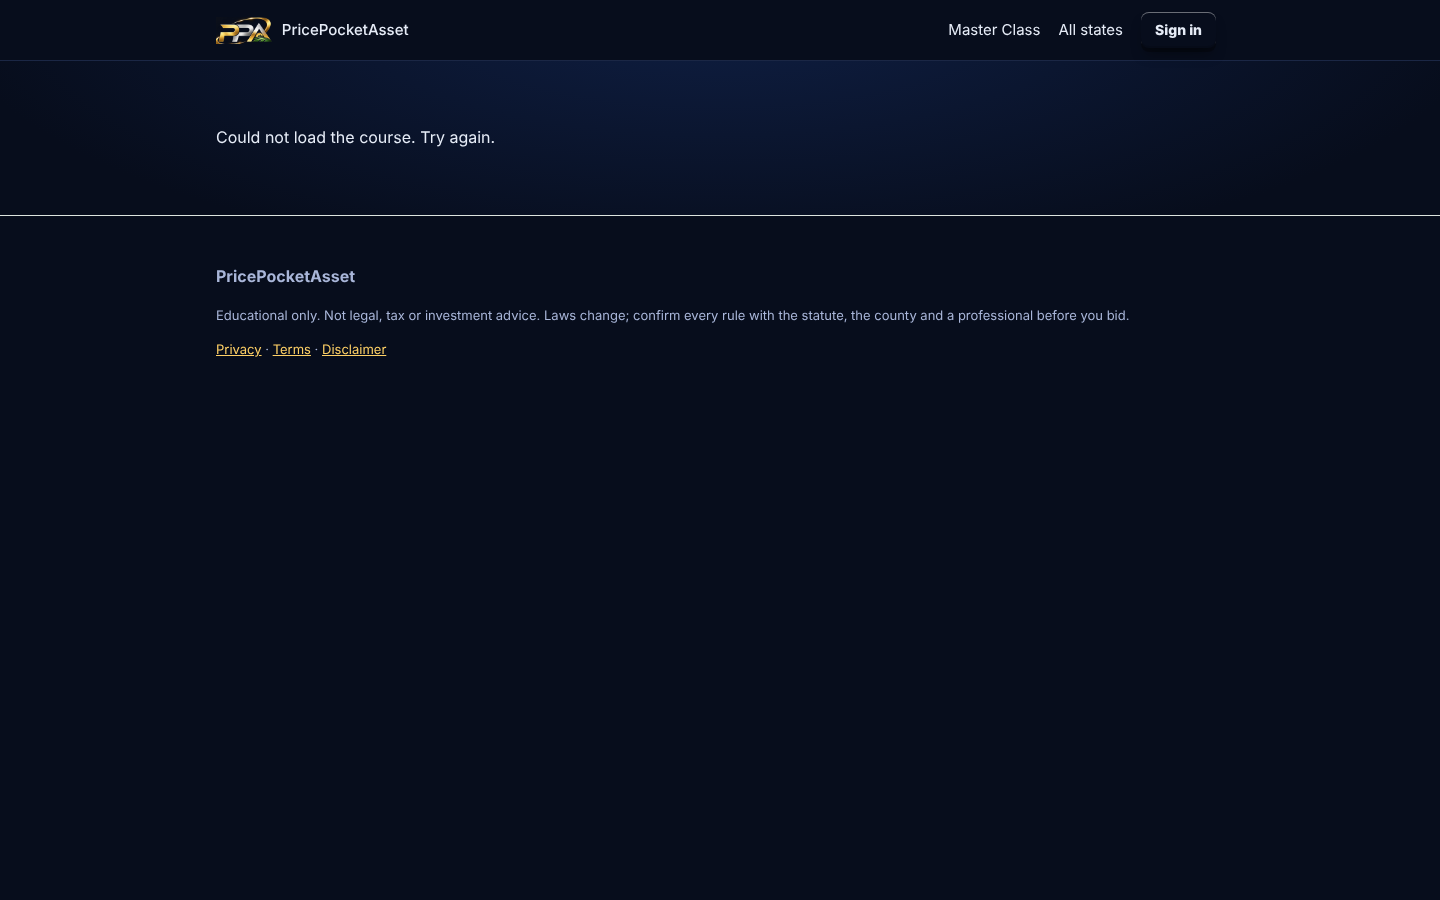 PPA PricePocketAsset
Master Class
All states
Sign in
Could not load the course. Try again.
PricePocketAsset
Educational only. Not legal, tax or investment advice. Laws change; confirm every rule with the statute, the county and a professional before you bid.
Privacy · Terms · Disclaimer